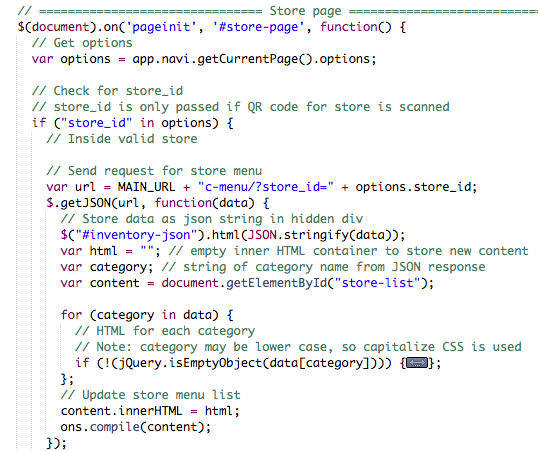 // =============================== Store page ===========================
$(document).on('pageinit', '#store-page', function() {
// Get options
var options = app.navi.getCurrentPage().options;
// Check for store_id
// store_id is only passed if QR code for store is scanned
if ("store_id" in options) {
// Inside valid store
// Send request for store menu
var url = MAIN_URL + "c-menu/?store_id=" + options.store_id;
$.getJSON(url, function(data) {
// Store data as json string in hidden div
$("#inventory-json").html(JSON.stringify(data));
var html = ""; // empty inner HTML container to store new content
var category; // string of category name from JSON response
var content = document.getElementById("store-list");
for (category in data) {
// HTML for each category
// Note: category may be lower case, so capitalize CSS is used
if (!(jQuery.isEmptyObject(data[category]))) {↔};
};
// Update store menu list
content.innerHTML = html;
ons.compile(content);
});